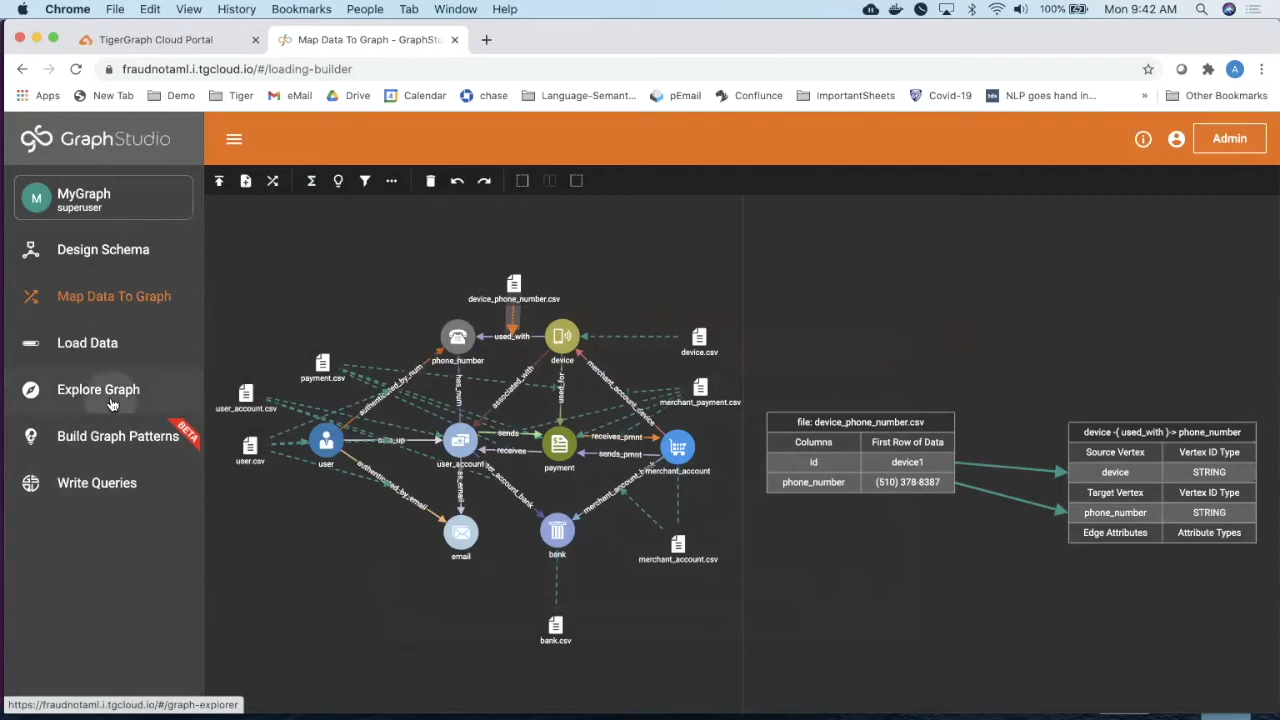 Chrome File Edit View History Bookmarks People Tab Window Help 100% Mon 9:42 AM
TigerGraph Cloud Portal
Map Data To Graph - GraphStu
fraudnotaml.i.tgcloud.io/#/loading-builder
A
Apps New Tab Demo Tiger eMail Drive Calendar chase Language-Semant... pEmail Conflunce ImportantSheets Covid-19 NLP goes hand in... » Other Bookmarks
GraphStudio
Admin
M
MyGraph
superuser
Design Schema
Map Data To Graph
Load Data
Explore Graph
Build Graph Patterns
BETA
Write Queries
device_phone_number.csv
used_with
phone_number
device
device.csv
payment.csv
user_account.csv
merchant_payment.csv
authenticated_by_num
has_num
associated_with
used_for
merchant_account_device
user.csv
user
user_account
sends
receives
payment
receives_pmnt
sends_pmnt
merchant_account
authenticated_by_email
email
bank
merchant_account.csv
bank.csv
file: device_phone_number.csv
Columns First Row of Data
id device1
phone_number (510) 378-8387
device -( used_with )-> phone_number
Source Vertex Vertex ID Type
device STRING
Target Vertex Vertex ID Type
phone_number STRING
Edge Attributes Attribute Types
https://fraudnotaml.i.tgcloud.io/#/graph-explorer